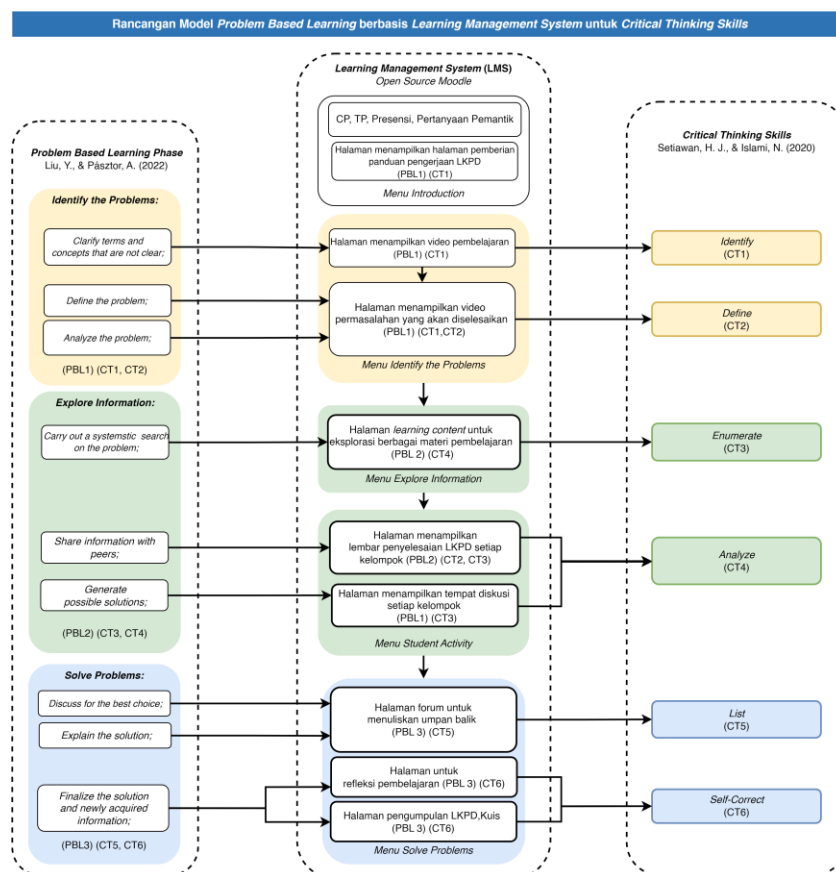 Rancangan Model Problem Based Learning berbasis Learning Management System untuk Critical Thinking Skills
Problem Based Learning Phase
Liu, Y., & Pásztor, A. (2022)
Identify the Problems:
Clarify terms and
concepts that are not clear;
Define the problem;
Analyze the problem;
(PBL1) (CT1, CT2)
Explore Information:
Carry out a systemstic search
on the problem;
Share information with
peers;
Generate
possible solutions;
(PBL2) (CT3, CT4)
Solve Problems:
Discuss for the best choice;
Explain the solution;
Finalize the solution
and newly acquired
information;
(PBL3) (CT5, CT6)
Learning Management System (LMS)
Open Source Moodle
CP, TP, Presensi, Pertanyaan Pemantik
Halaman menampilkan halaman pemberian
panduan pengerjaan LKPD
(PBL1) (CT1)
Menu Introduction
Halaman menampilkan video pembelajaran
(PBL1) (CT1)
Halaman menampilkan video
permasalahan yang akan diselesaikan
(PBL1) (CT1,CT2)
Menu Identify the Problems
Halaman learning content untuk
eksplorasi berbagai materi pembelajaran
(PBL 2) (CT4)
Menu Explore Information
Halaman menampilkan
lembar penyelesaian LKPD setiap
kelompok (PBL2) (CT2, CT3)
Halaman menampilkan tempat diskusi
setiap kelompok
(PBL1) (CT3)
Menu Student Activity
Halaman forum untuk
menuliskan umpan balik
(PBL 3) (CT5)
Halaman untuk
refleksi pembelajaran (PBL 3) (CT6)
Halaman pengumpulan LKPD,Kuis
(PBL 3) (CT6)
Menu Solve Problems
Critical Thinking Skills
Setiawan, H. J., & Islami, N. (2020)
Identify
(CT1)
Define
(CT2)
Enumerate
(CT3)
Analyze
(CT4)
List
(CT5)
Self-Correct
(CT6)